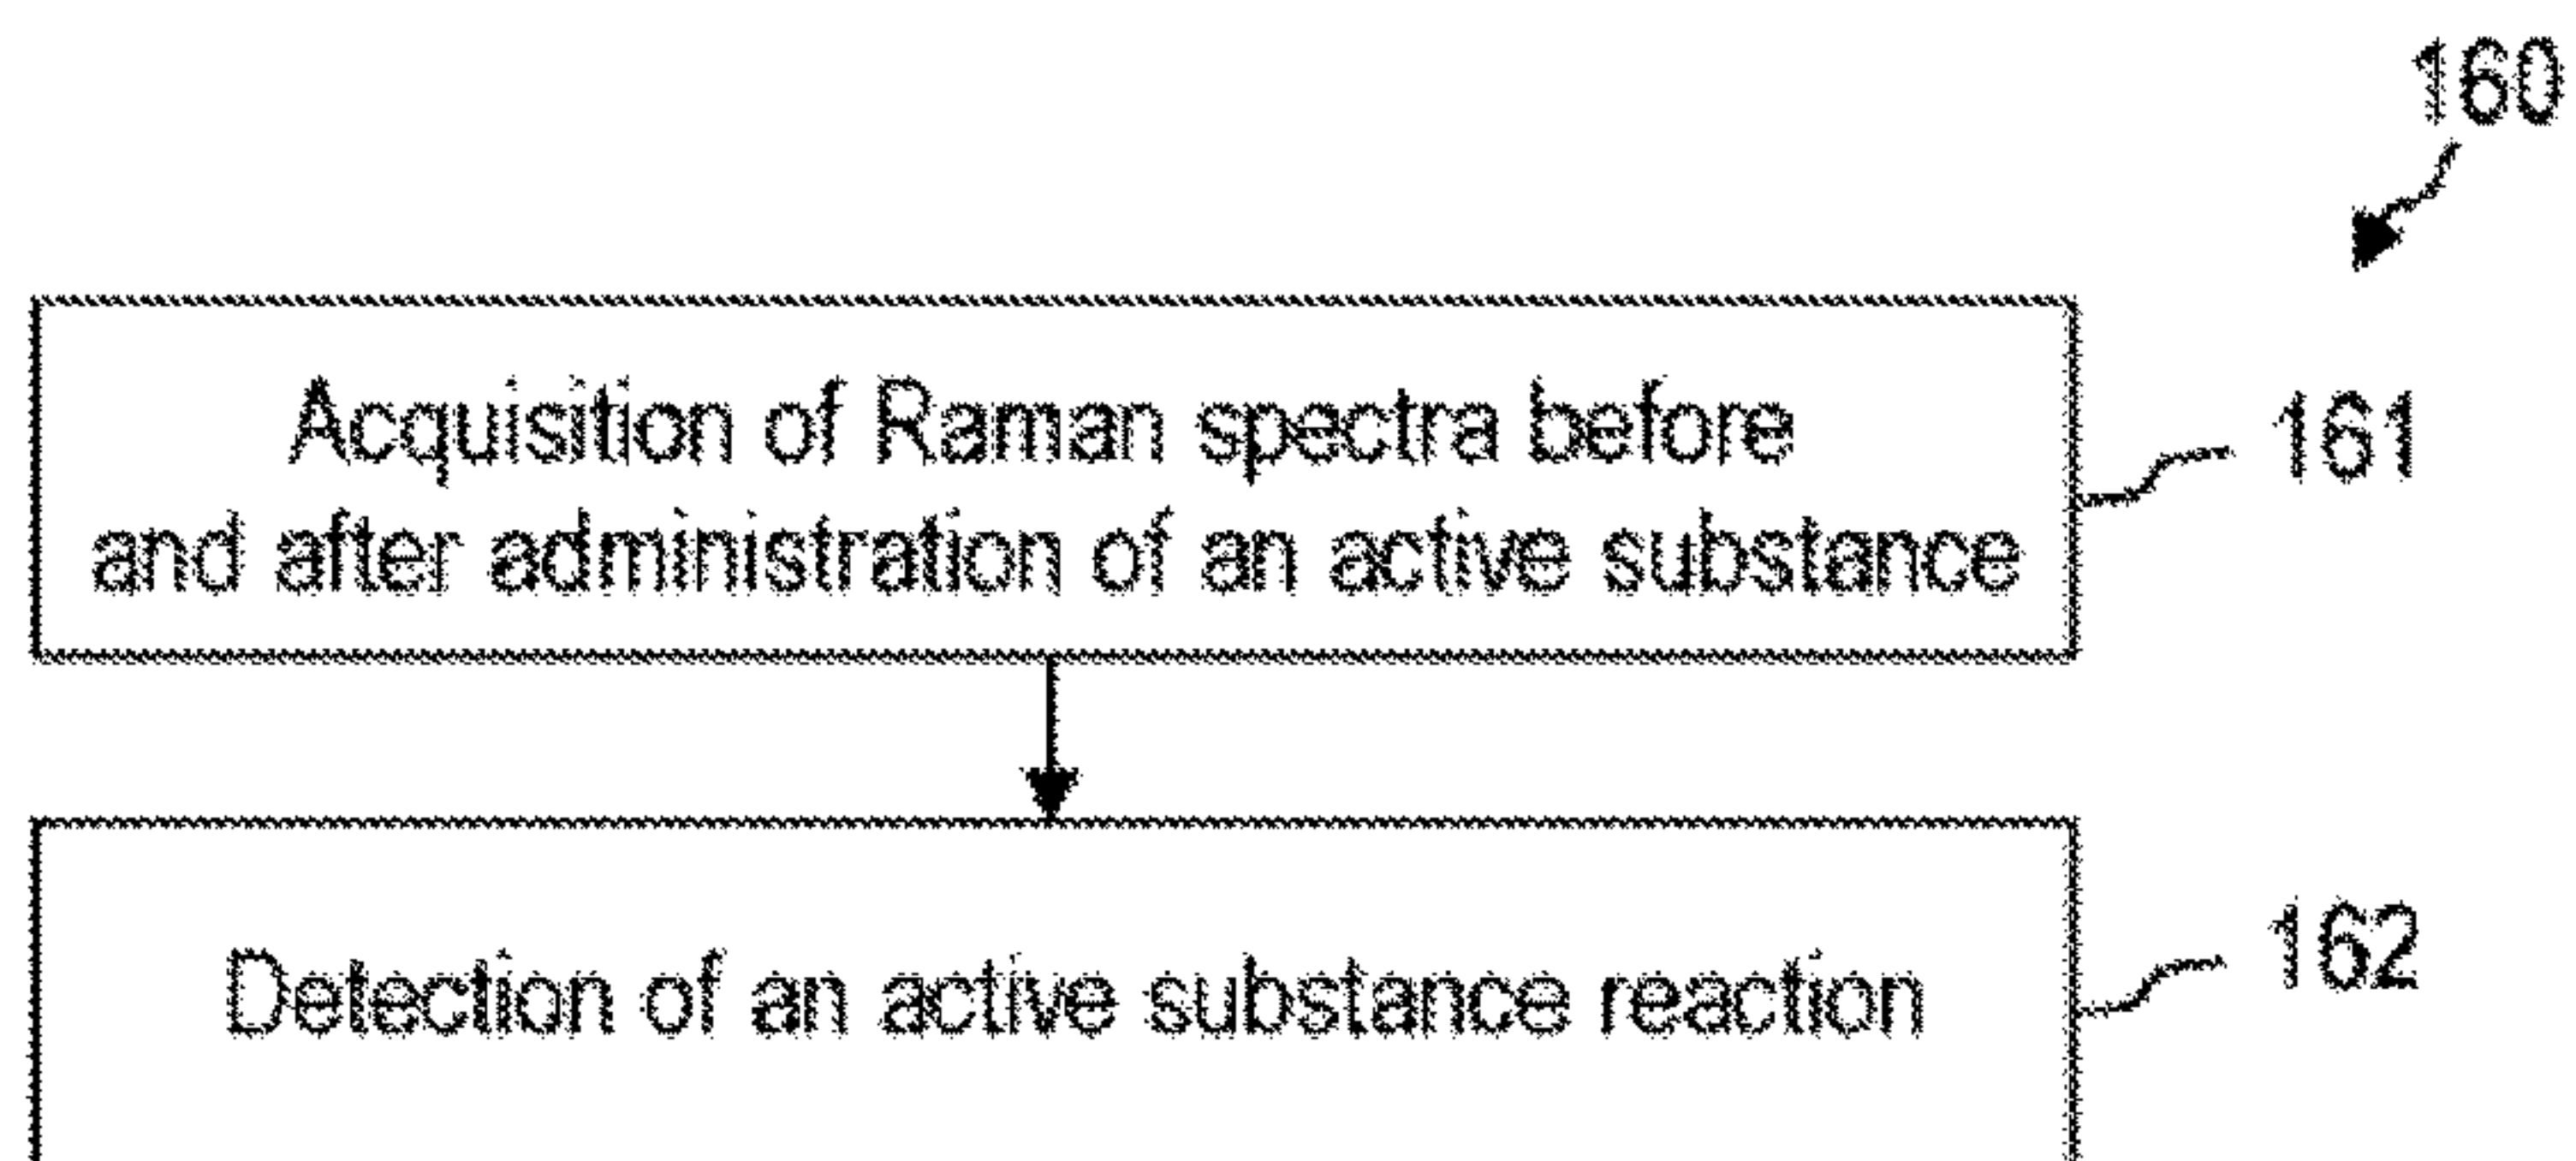 160
Acquisition of Raman spectra before
and after administration of an active substance
161
Detection of an active substance reaction
162